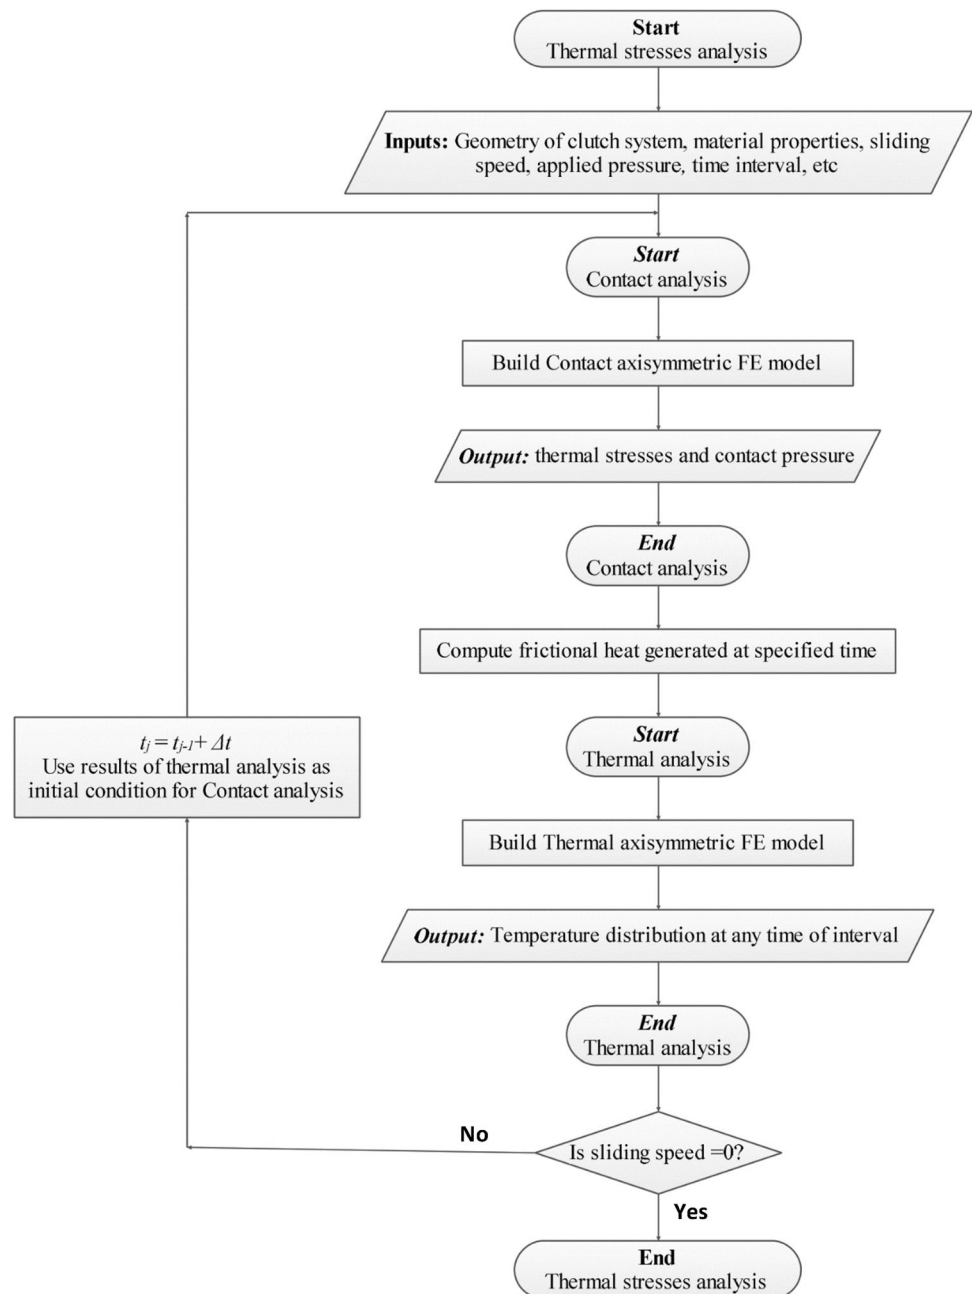 Start
Thermal stresses analysis
Inputs: Geometry of clutch system, material properties, sliding
speed, applied pressure, time interval, etc
Start
Contact analysis
Build Contact axisymmetric FE model
Output: thermal stresses and contact pressure
End
Contact analysis
Compute frictional heat generated at specified time
Start
Thermal analysis
t_j = t_{j-1} + Δt
Use results of thermal analysis as
initial condition for Contact analysis
Build Thermal axisymmetric FE model
Output: Temperature distribution at any time of interval
End
Thermal analysis
Is sliding speed =0?
No
Yes
End
Thermal stresses analysis